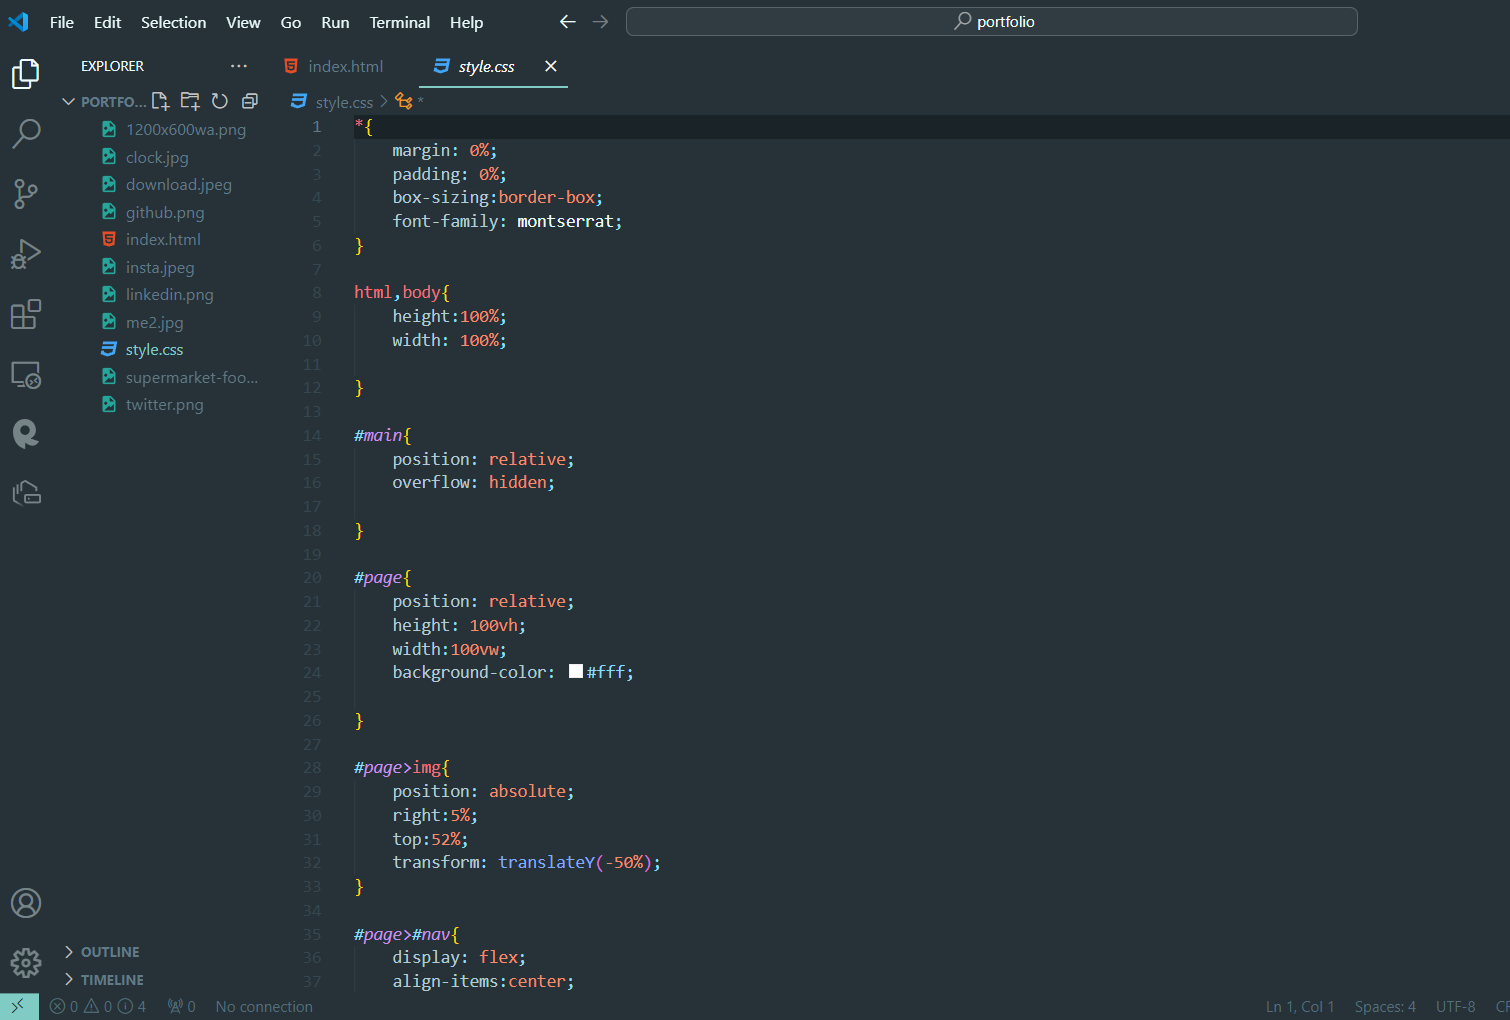 File Edit Selection View Go Run Terminal Help
portfolio
EXPLORER
index.html
style.css
PORTFO...
style.css > *
1200x600wa.png
clock.jpg
download.jpeg
github.png
index.html
insta.jpeg
linkedin.png
me2.jpg
style.css
supermarket-foo...
twitter.png
OUTLINE
TIMELINE
1 *{
2     margin: 0%;
3     padding: 0%;
4     box-sizing:border-box;
5     font-family: montserrat;
6 }
7
8 html,body{
9     height:100%;
10     width: 100%;
11
12 }
13
14 #main{
15     position: relative;
16     overflow: hidden;
17
18 }
19
20 #page{
21     position: relative;
22     height: 100vh;
23     width:100vw;
24     background-color: #fff;
25
26 }
27
28 #page>img{
29     position: absolute;
30     right:5%;
31     top:52%;
32     transform: translateY(-50%);
33 }
34
35 #page>#nav{
36     display: flex;
37     align-items:center;
0 0 4 0 No connection
Ln 1, Col 1 Spaces: 4 UTF-8